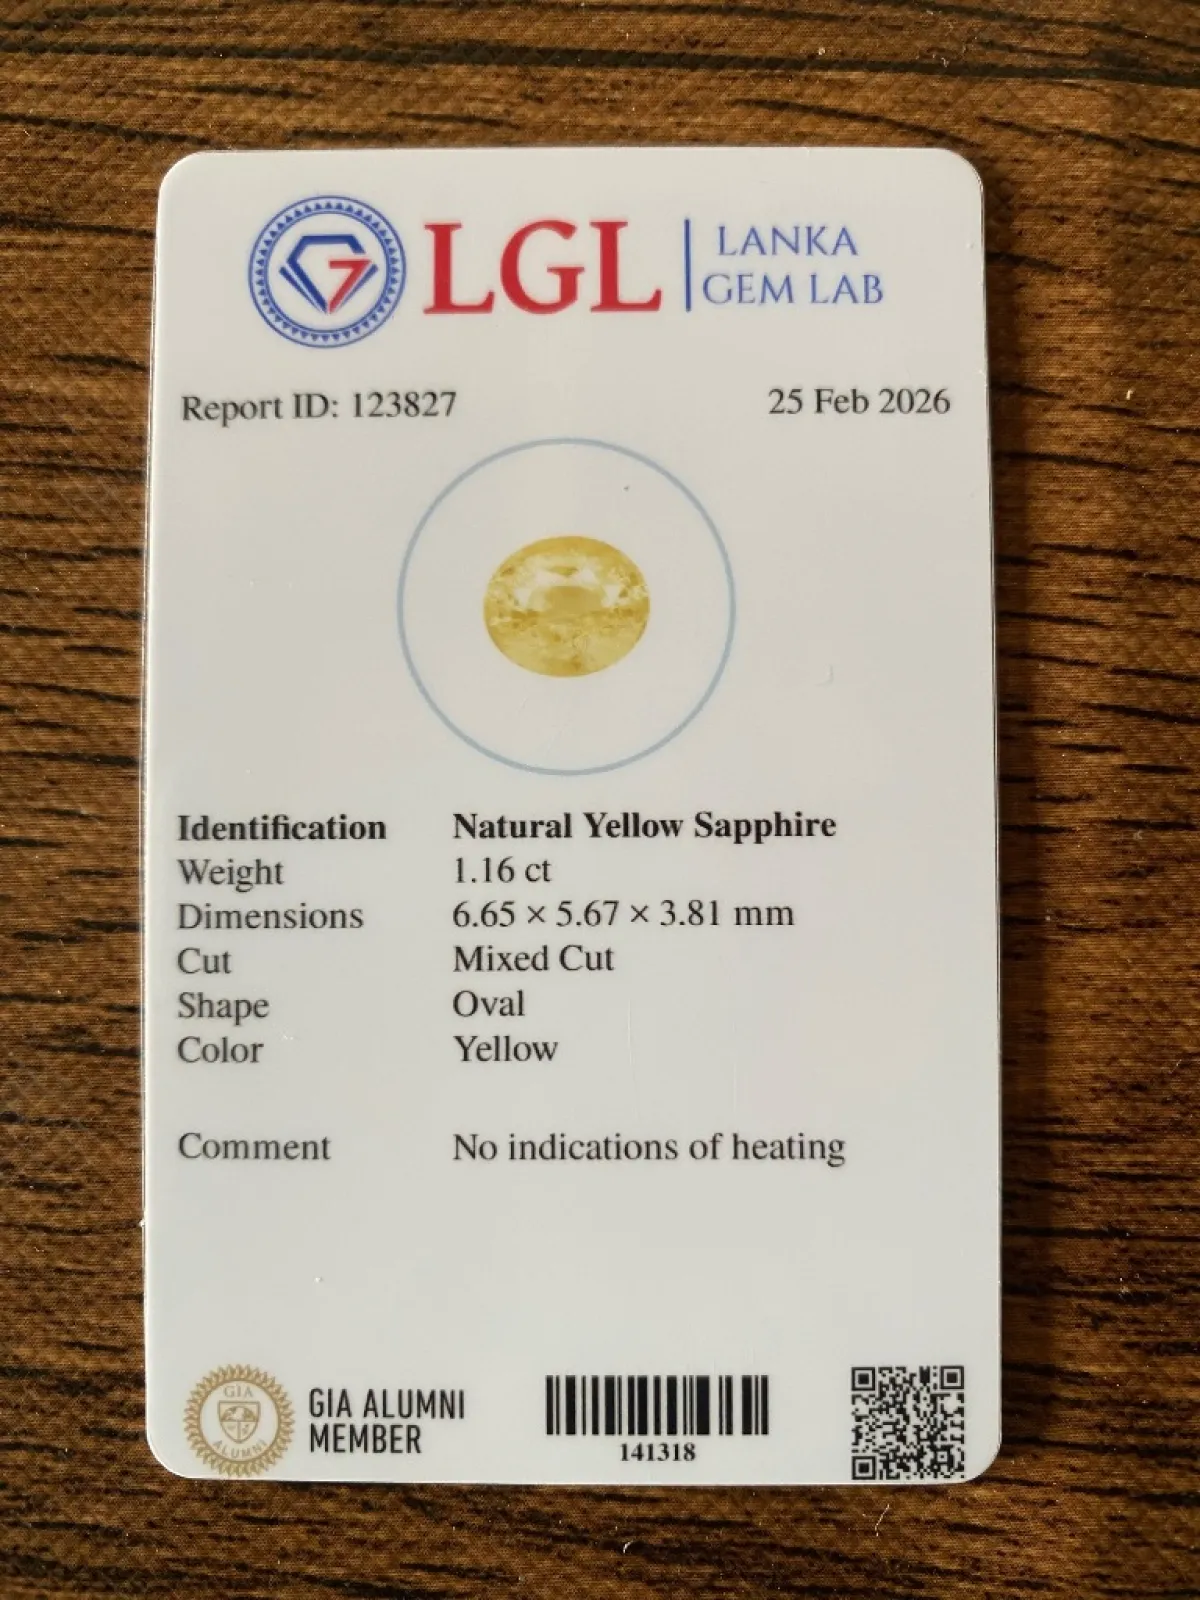 LGL
LANKA
GEM LAB
Report ID: 123827
25 Feb 2026
Identification Natural Yellow Sapphire
Weight 1.16 ct
Dimensions 6.65 × 5.67 × 3.81 mm
Cut Mixed Cut
Shape Oval
Color Yellow
Comment No indications of heating
GIA
ALUMNI
GIA ALUMNI
MEMBER
141318